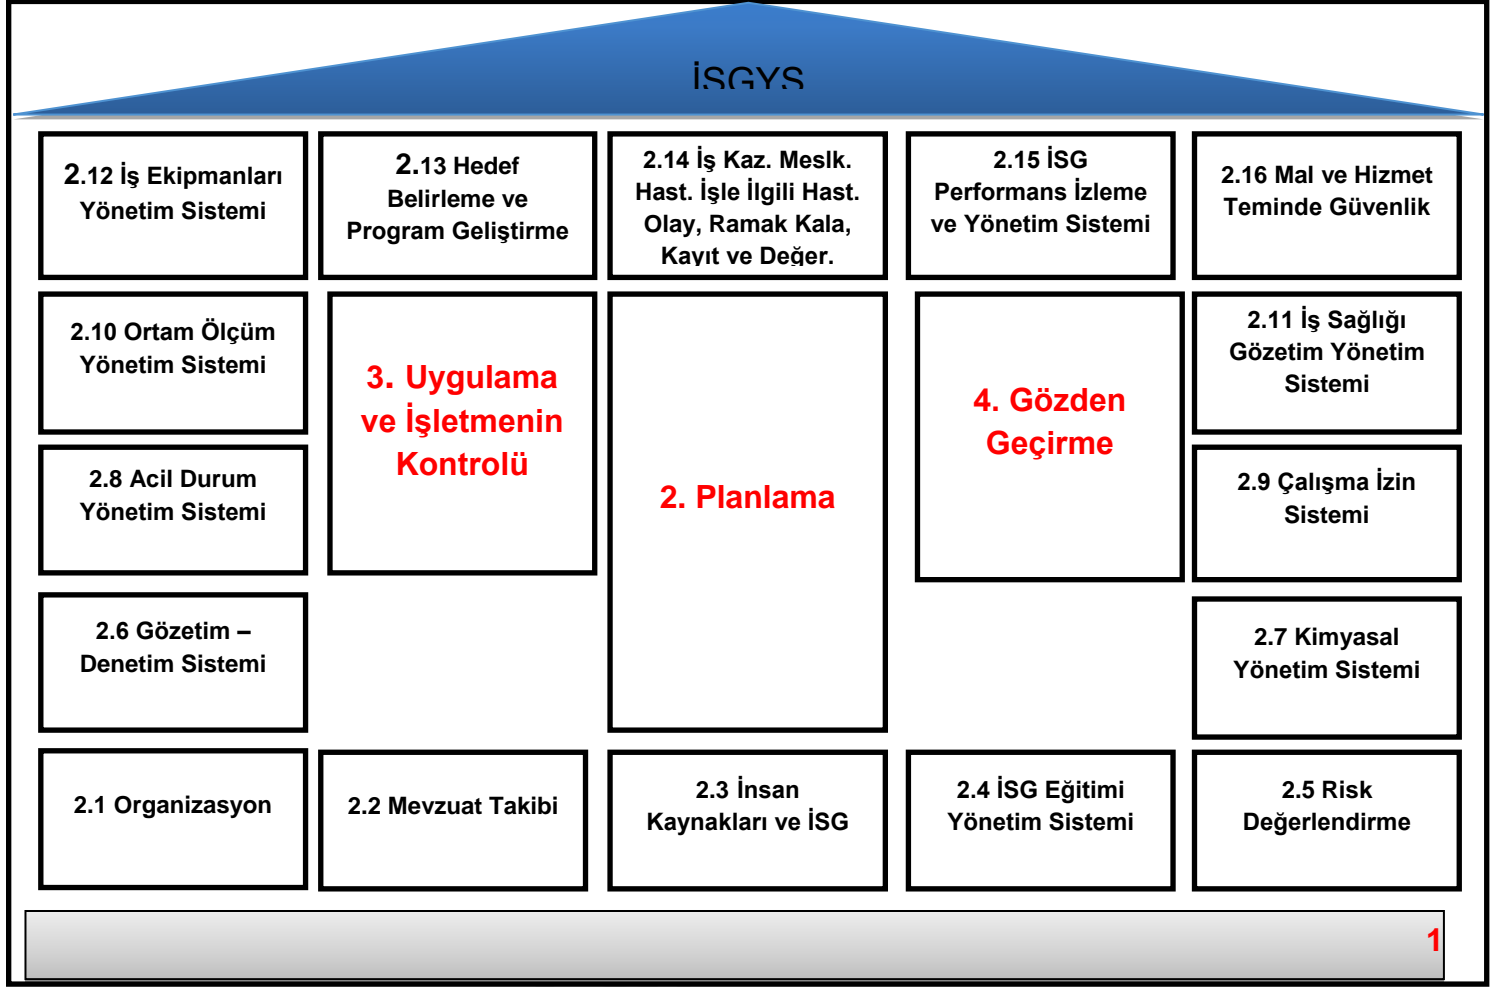 İSGYS
2.12 İş Ekipmanları
Yönetim Sistemi
2.13 Hedef
Belirleme ve
Program Geliştirme
2.14 İş Kaz. Meslk.
Hast. İşle İlgili Hast.
Olay, Ramak Kala,
Kayıt ve Değer.
2.15 İSG
Performans İzleme
ve Yönetim Sistemi
2.16 Mal ve Hizmet
Teminde Güvenlik
2.10 Ortam Ölçüm
Yönetim Sistemi
3. Uygulama
ve İşletmenin
Kontrolü
2. Planlama
4. Gözden
Geçirme
2.11 İş Sağlığı
Gözetim Yönetim
Sistemi
2.8 Acil Durum
Yönetim Sistemi
2.9 Çalışma İzin
Sistemi
2.6 Gözetim –
Denetim Sistemi
2.7 Kimyasal
Yönetim Sistemi
2.1 Organizasyon
2.2 Mevzuat Takibi
2.3 İnsan
Kaynakları ve İSG
2.4 İSG Eğitimi
Yönetim Sistemi
2.5 Risk
Değerlendirme
1